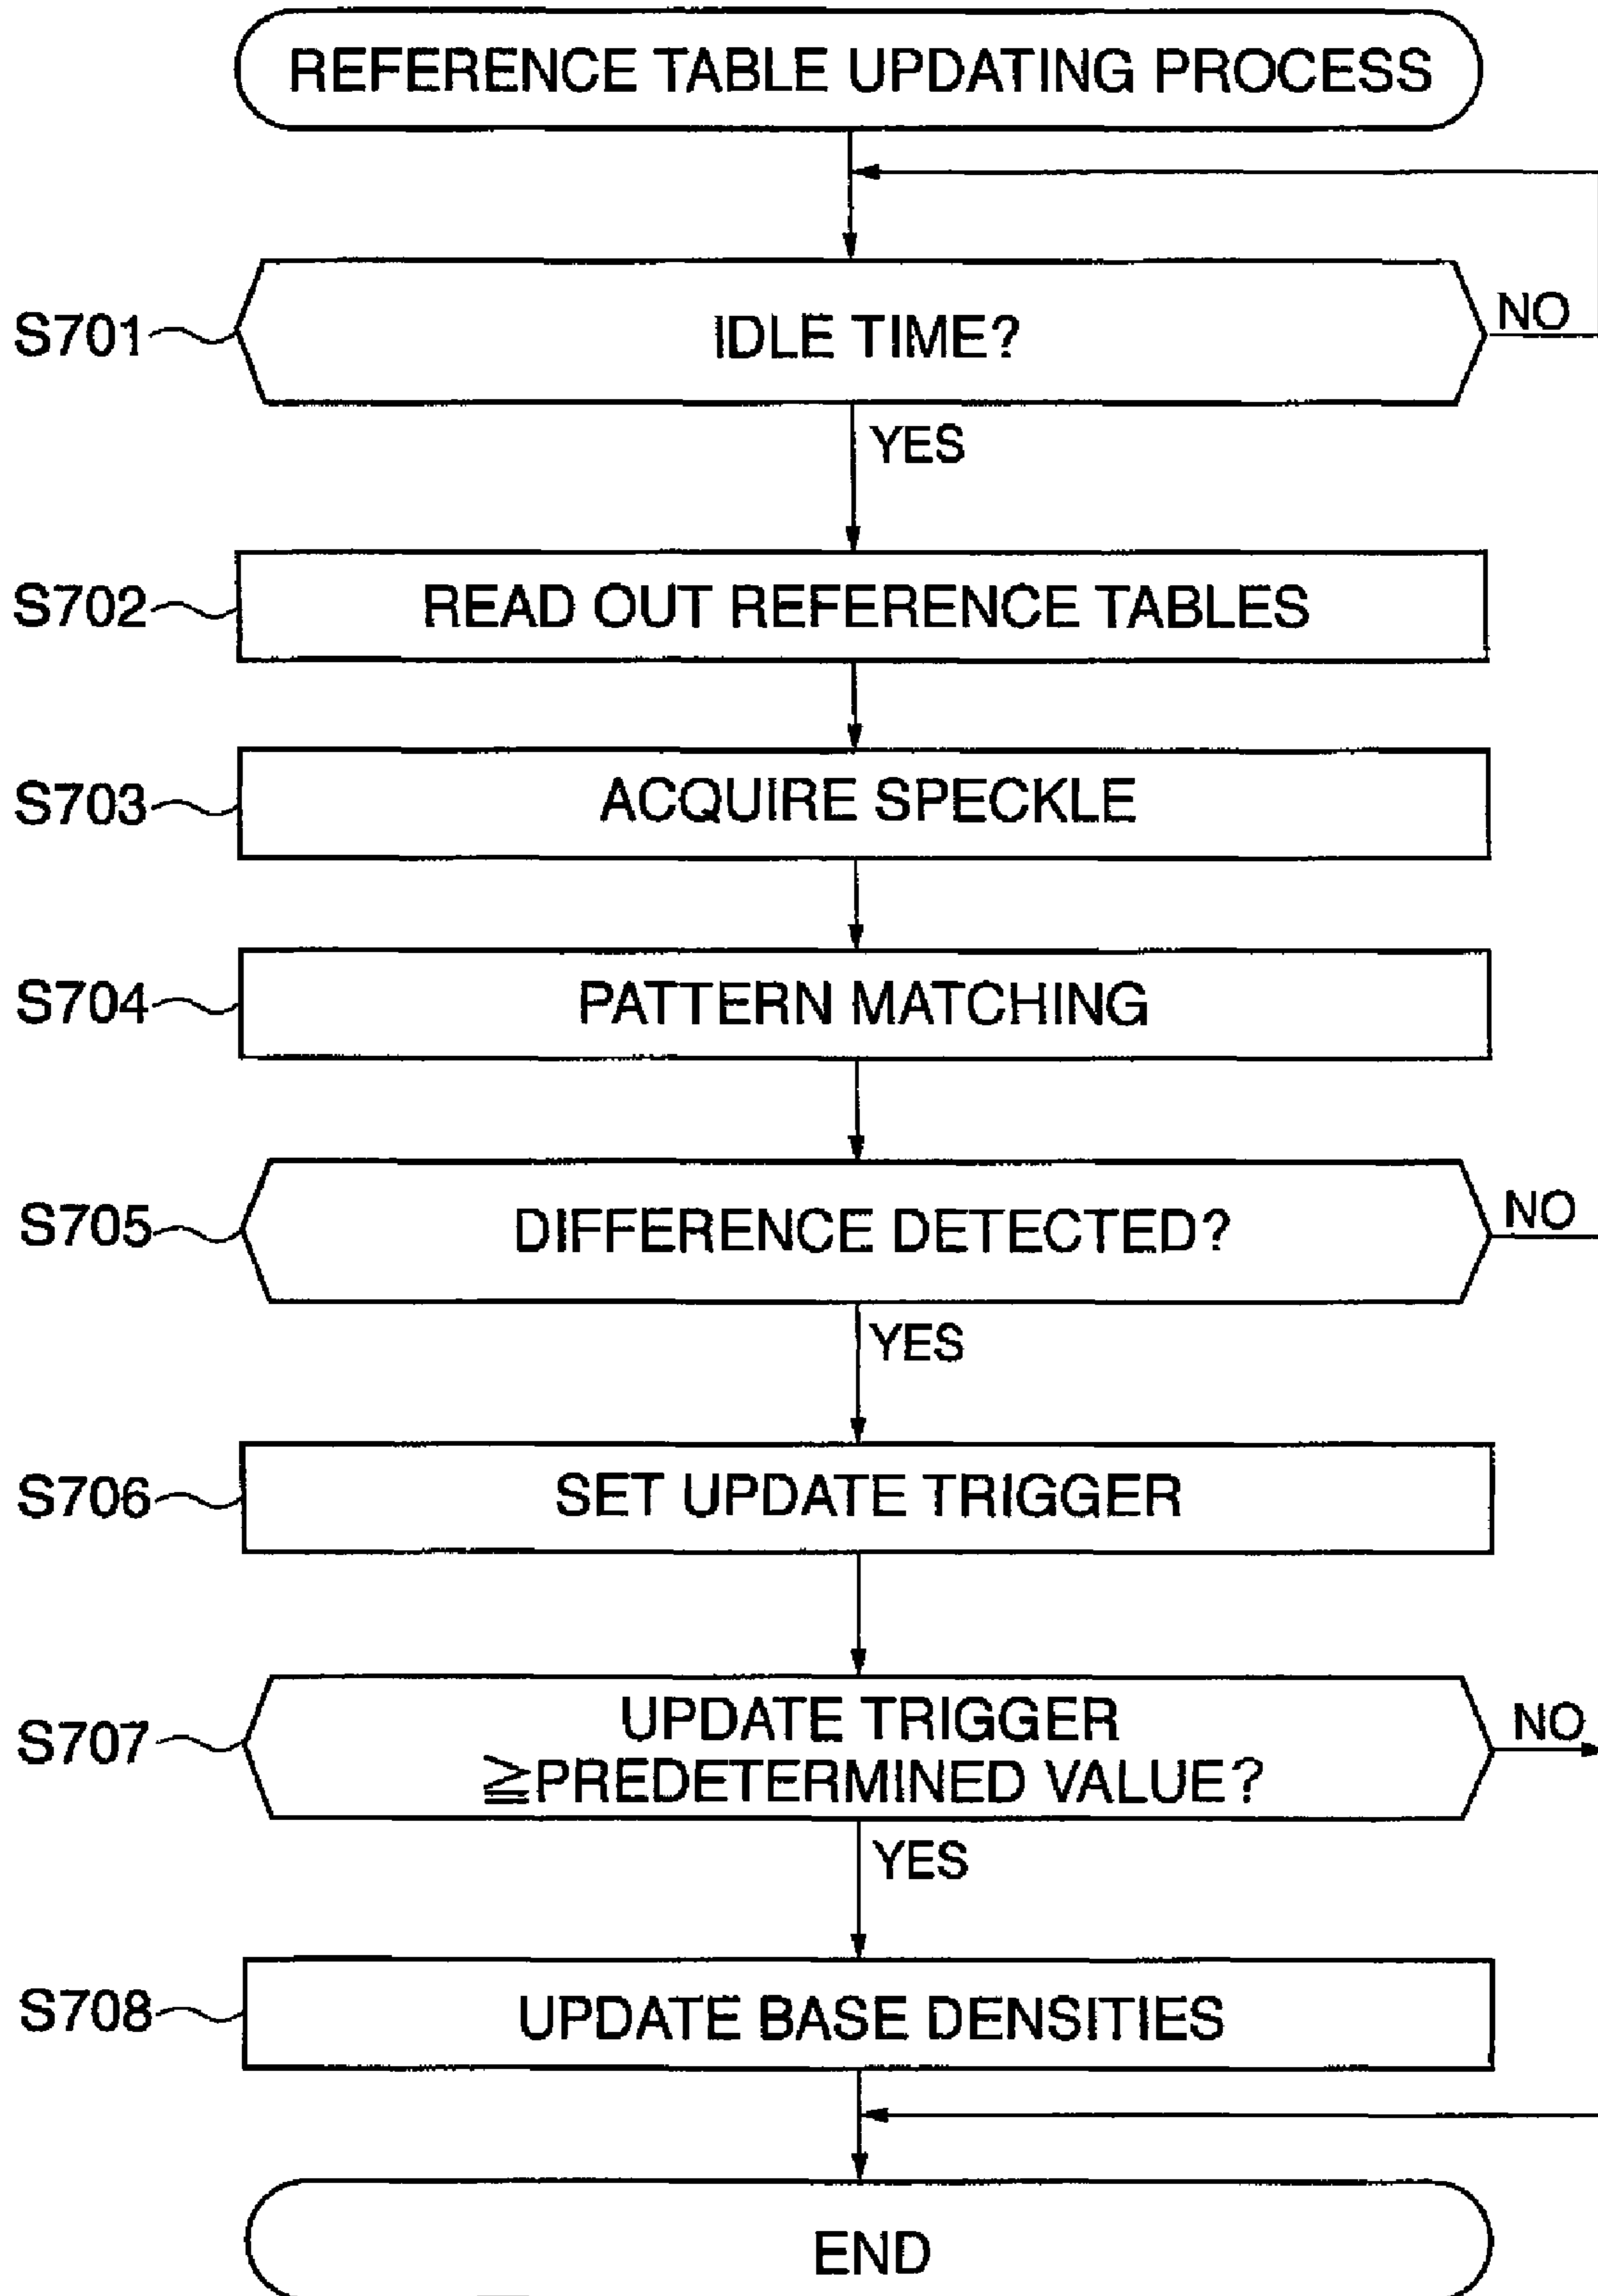 REFERENCE TABLE UPDATING PROCESS
S701
IDLE TIME?
NO
YES
S702
READ OUT REFERENCE TABLES
S703
ACQUIRE SPECKLE
S704
PATTERN MATCHING
S705
DIFFERENCE DETECTED?
NO
YES
S706
SET UPDATE TRIGGER
S707
UPDATE TRIGGER
≧PREDETERMINED VALUE?
NO
YES
S708
UPDATE BASE DENSITIES
END